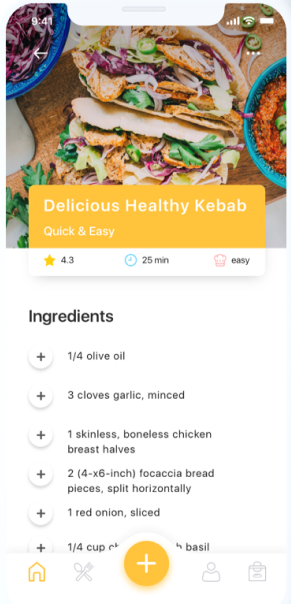 9:41
Delicious Healthy Kebab
Quick & Easy
4.3 25 min easy
Ingredients
1/4 olive oil
3 cloves garlic, minced
1 skinless, boneless chicken
breast halves
2 (4-x6-inch) focaccia bread
pieces, split horizontally
1 red onion, sliced
1/4 cup basil